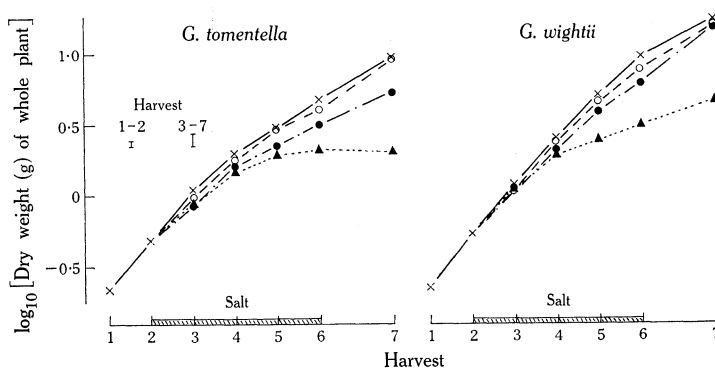 G. tomentella
G. wightii
log10 [Dry weight (g) of whole plant]
1·0
0·5
0
−0·5
Harvest
1–2
3–7
Salt
Salt
1 2 3 4 5 6 7
1 2 3 4 5 6 7
Harvest